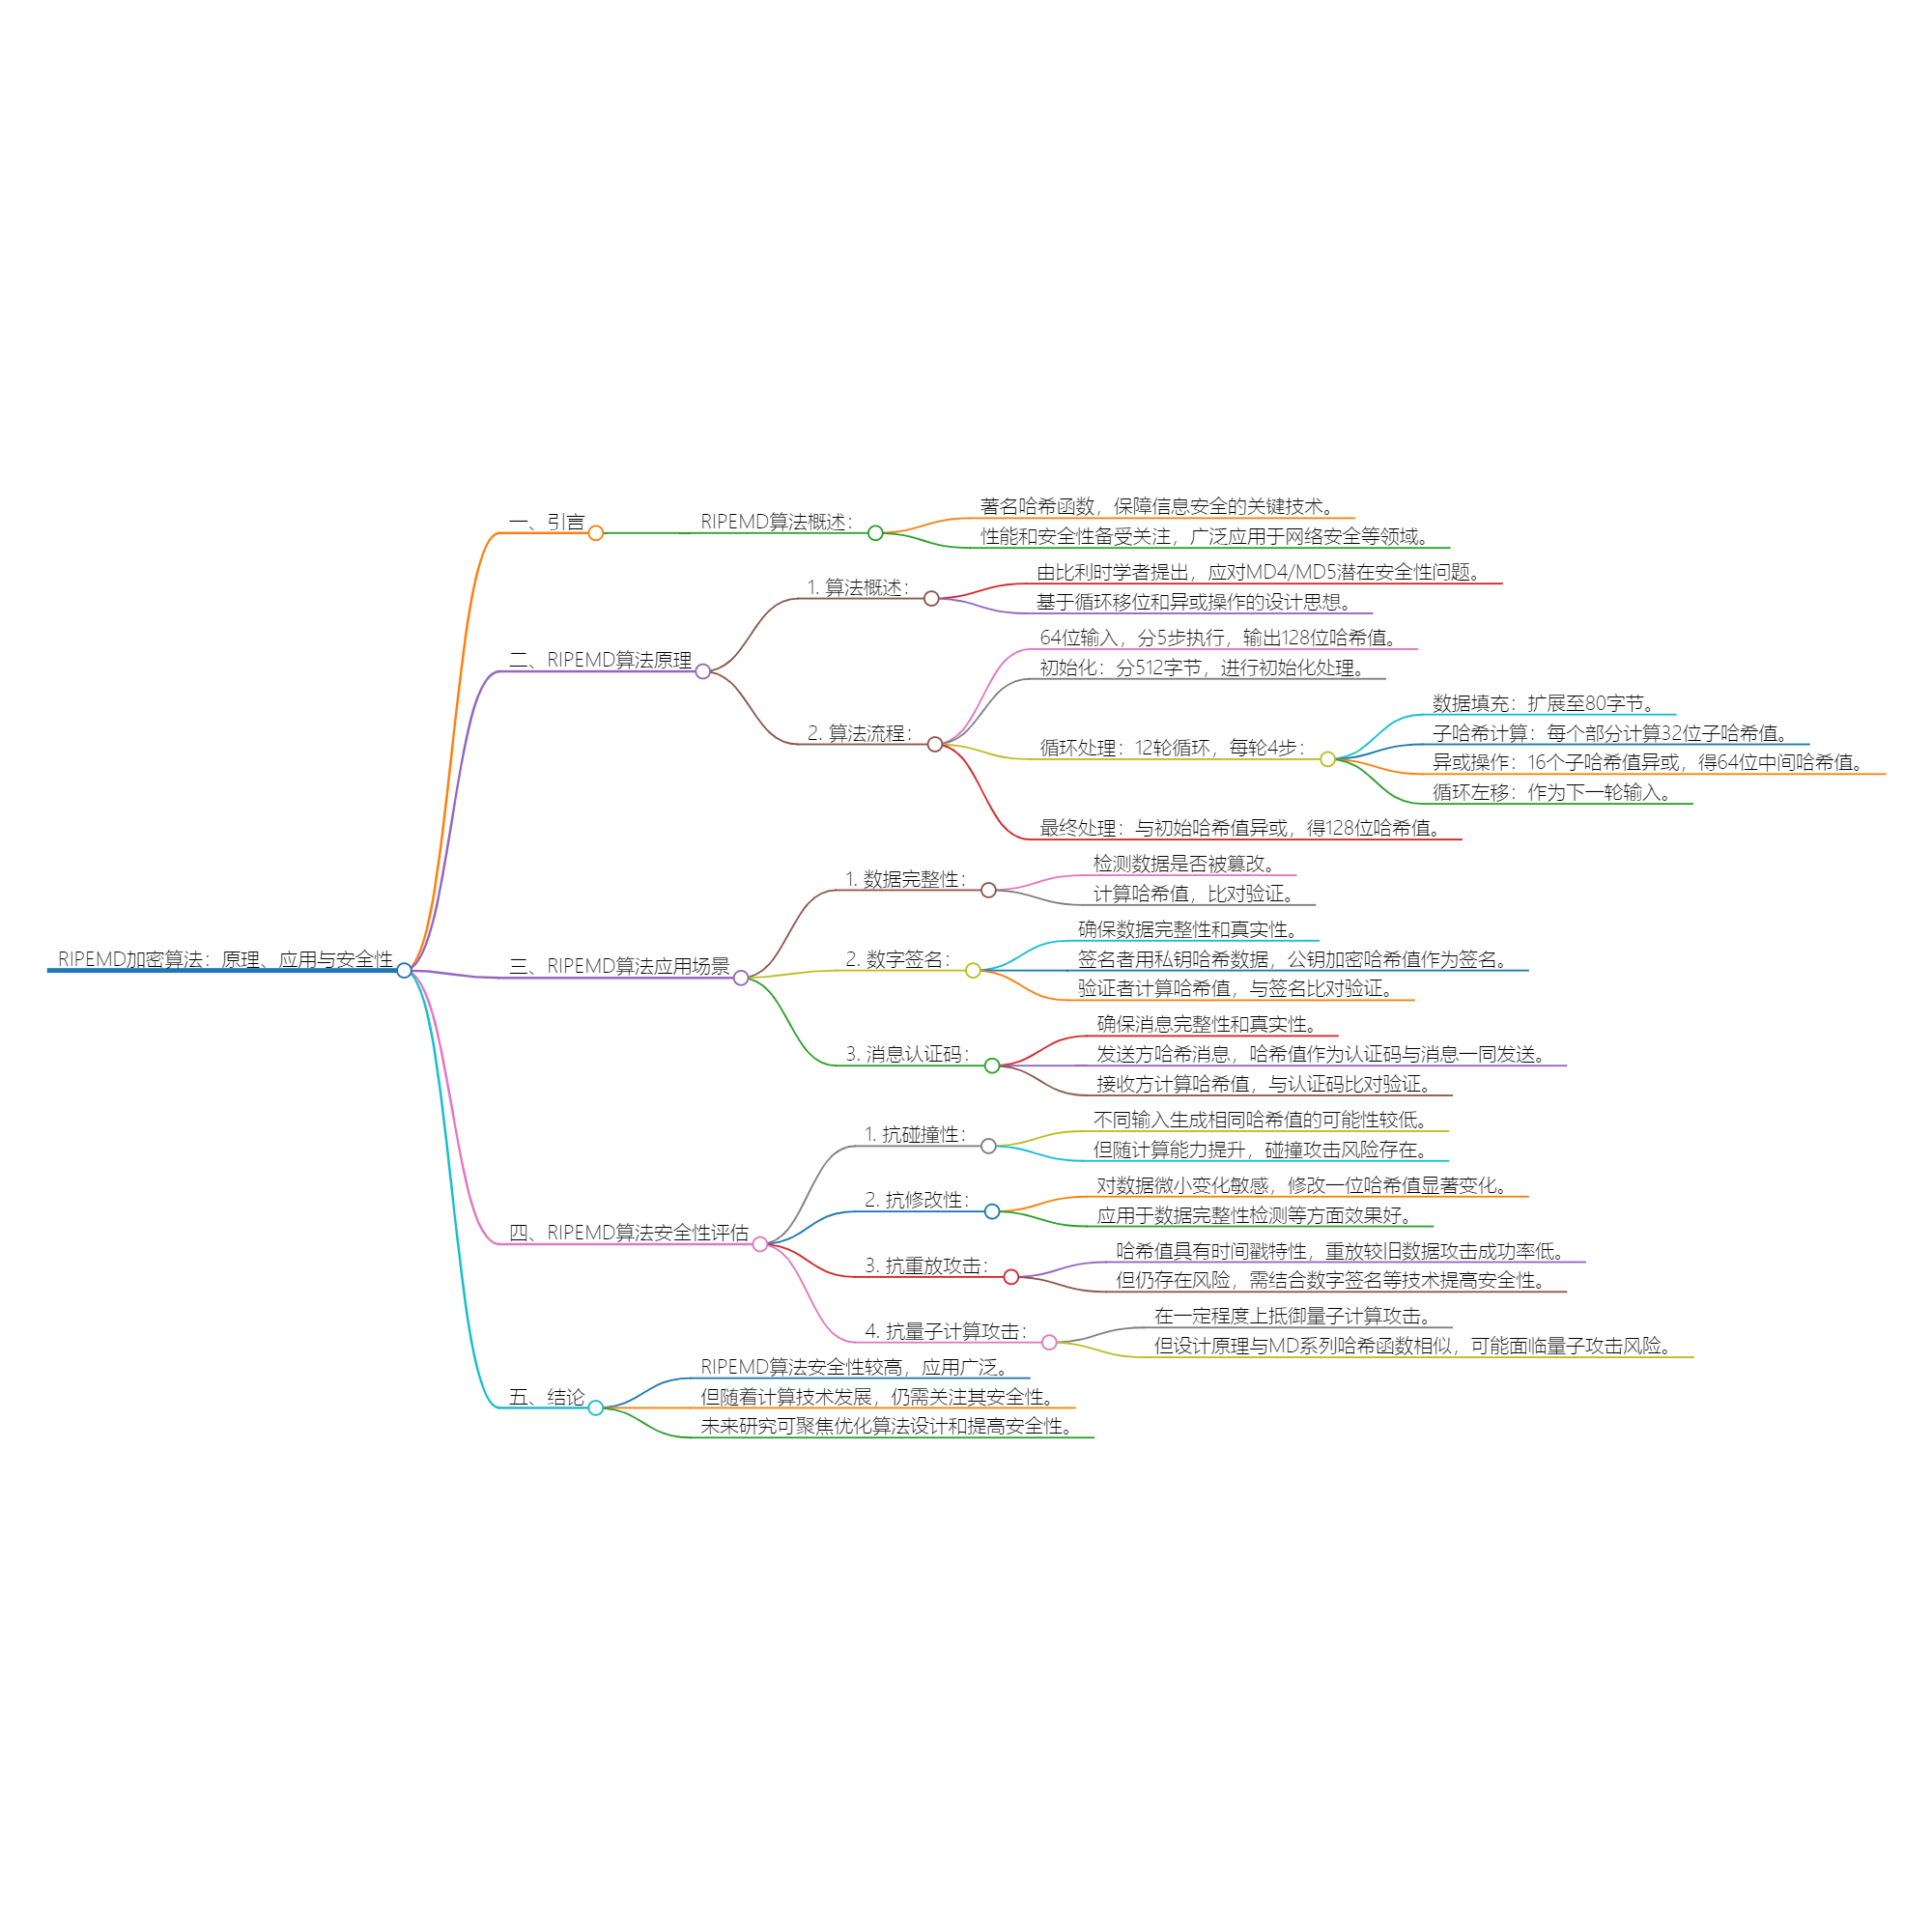 RIPEMD加密算法：原理、应用与安全性
一、引言
RIPEMD算法概述：
著名哈希函数，保障信息安全的关键技术。
性能和安全性备受关注，广泛应用于网络安全等领域。
二、RIPEMD算法原理
1. 算法概述：
由比利时学者提出，应对MD4/MD5潜在安全性问题。
基于循环移位和异或操作的设计思想。
2. 算法流程：
64位输入，分5步执行，输出128位哈希值。
初始化：分512字节，进行初始化处理。
循环处理：12轮循环，每轮4步：
数据填充：扩展至80字节。
子哈希计算：每个部分计算32位子哈希值。
异或操作：16个子哈希值异或，得64位中间哈希值。
循环左移：作为下一轮输入。
最终处理：与初始哈希值异或，得128位哈希值。
三、RIPEMD算法应用场景
1. 数据完整性：
检测数据是否被篡改。
计算哈希值，比对验证。
2. 数字签名：
确保数据完整性和真实性。
签名者用私钥哈希数据，公钥加密哈希值作为签名。
验证者计算哈希值，与签名比对验证。
3. 消息认证码：
确保消息完整性和真实性。
发送方哈希消息，哈希值作为认证码与消息一同发送。
接收方计算哈希值，与认证码比对验证。
四、RIPEMD算法安全性评估
1. 抗碰撞性：
不同输入生成相同哈希值的可能性较低。
但随计算能力提升，碰撞攻击风险存在。
2. 抗修改性：
对数据微小变化敏感，修改一位哈希值显著变化。
应用于数据完整性检测等方面效果好。
3. 抗重放攻击：
哈希值具有时间戳特性，重放较旧数据攻击成功率低。
但仍存在风险，需结合数字签名等技术提高安全性。
4. 抗量子计算攻击：
在一定程度上抵御量子计算攻击。
但设计原理与MD系列哈希函数相似，可能面临量子攻击风险。
五、结论
RIPEMD算法安全性较高，应用广泛。
但随着计算技术发展，仍需关注其安全性。
未来研究可聚焦优化算法设计和提高安全性。